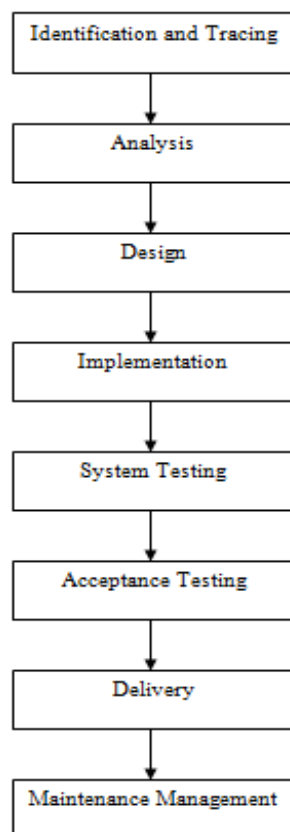 Identification and Tracing
Analysis
Design
Implementation
System Testing
Acceptance Testing
Delivery
Maintenance Management